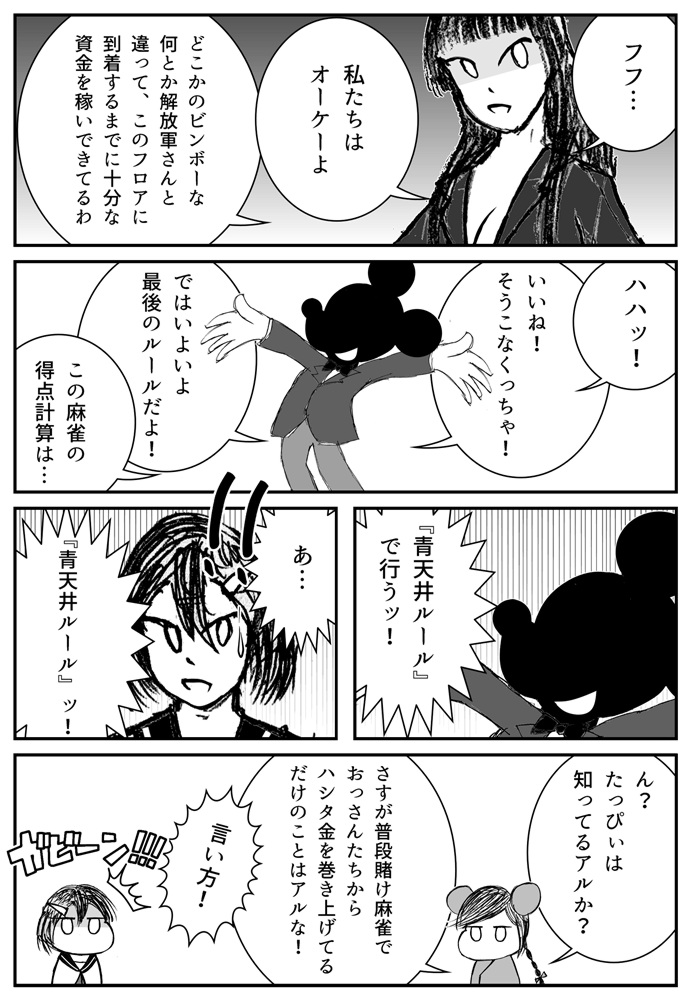 フフ…
私たちは
オーケーよ
どこかのビンボーな
何とか解放軍さんと
違って、このフロアに
到着するまでに十分な
資金を稼いできてるわ
ハハッ！
いいね！
そうこなくっちゃ！
ではいよいよ
最後のルールだよ！
この麻雀の
得点計算は…
『青天井ルール』
で行うッ！
あ…
『青天井ルール』ッ！
ん？
たっぴぃは
知ってるアルか？
さすが普段賭け麻雀で
おっさんたちから
ハシタ金を巻き上げてる
だけのことはアルな！
言い方！
ガビーン!!!